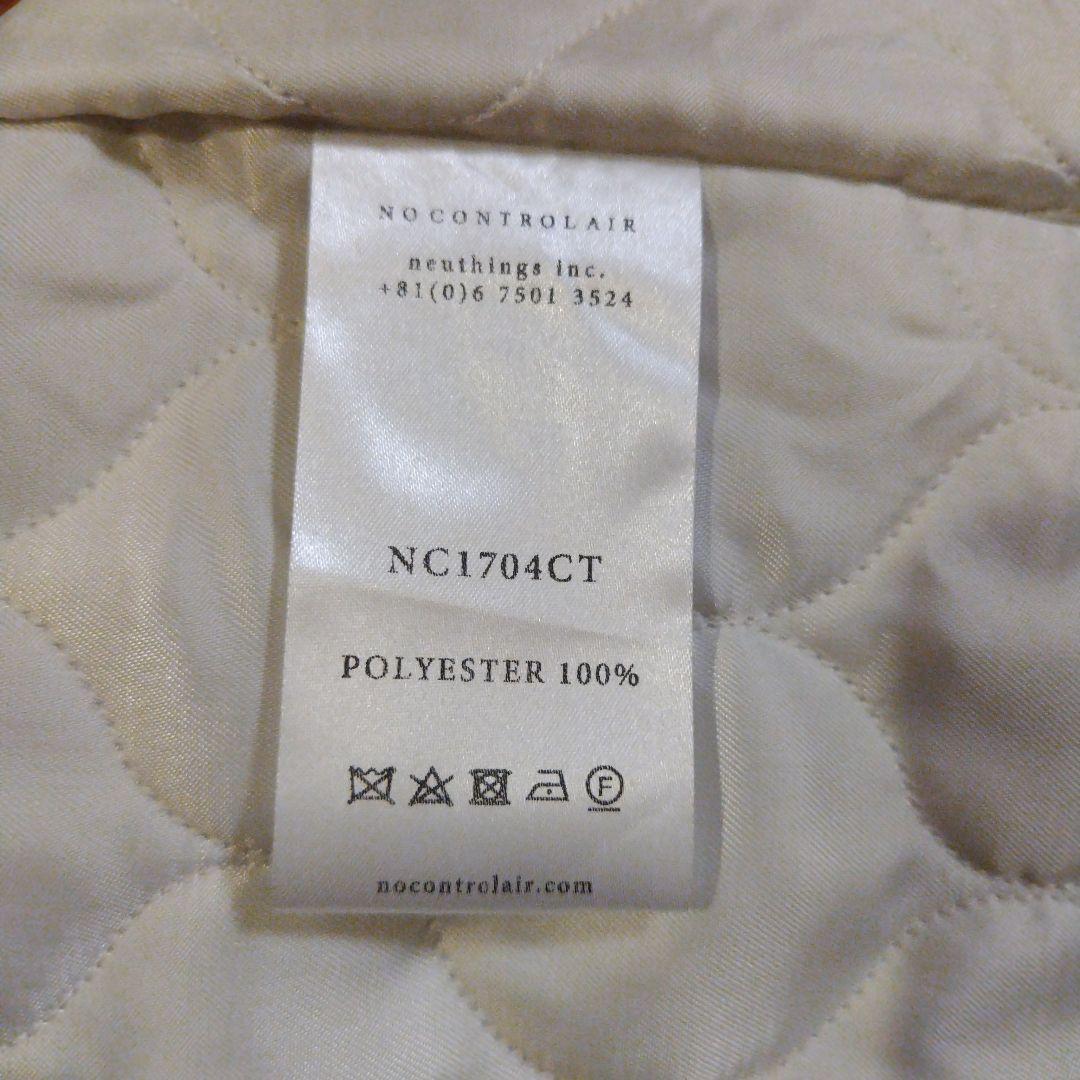 NO CONTROL AIR
neuthings inc.
+81(0)6 7501 3524
NC1704CT
POLYESTER 100%
F
nocontrolair.com